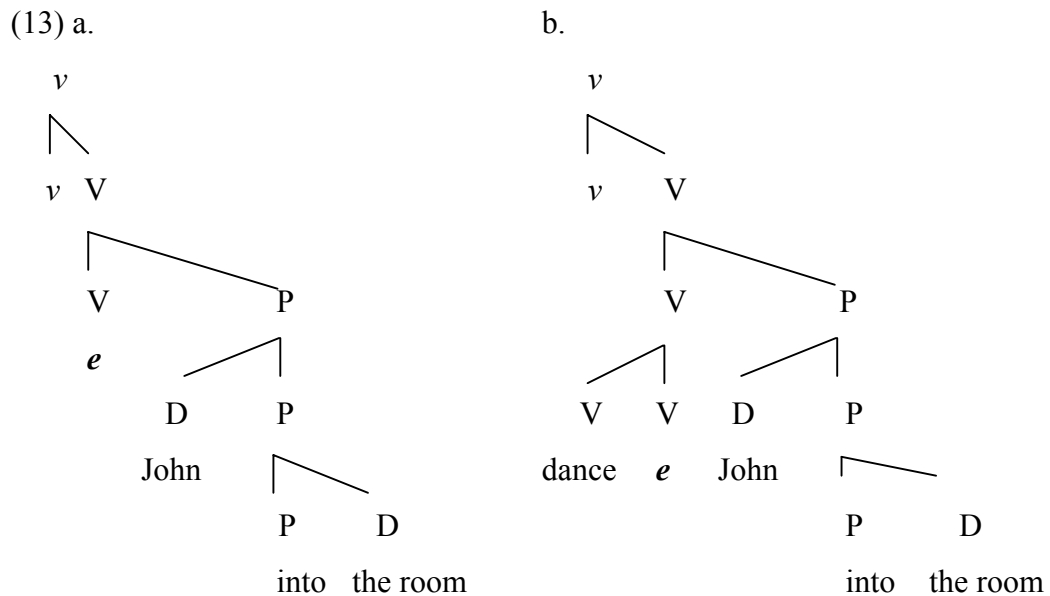 (13) a. b.
v v
v V v V
V P V P
e
D P V V D P
John dance e John
P D P D
into the room into the room